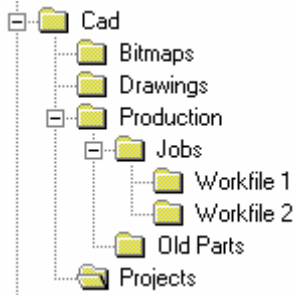 Cad
Bitmaps
Drawings
Production
Jobs
Workfile 1
Workfile 2
Old Parts
Projects